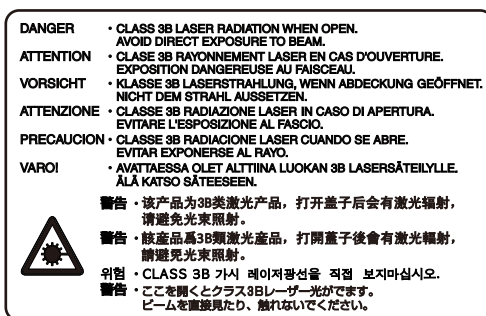 DANGER · CLASS 3B LASER RADIATION WHEN OPEN.
AVOID DIRECT EXPOSURE TO BEAM.
ATTENTION · CLASE 3B RAYONNEMENT LASER EN CAS D'OUVERTURE.
EXPOSITION DANGEREUSE AU FAISCEAU.
VORSICHT · KLASSE 3B LASERSTRAHLUNG, WENN ABDECKUNG GEÖFFNET.
NICHT DEM STRAHL AUSSETZEN.
ATTENZIONE · CLASSE 3B RADIAZIONE LASER IN CASO DI APERTURA.
EVITARE L'ESPOSIZIONE AL FASCIO.
PRECAUCION · CLASSE 3B RADIACIONE LASER CUANDO SE ABRE.
EVITAR EXPONERSE AL RAYO.
VAROI · AVATTAESSA OLET ALTTIINA LUOKAN 3B LASERSÄTEILYLLE.
ÄLÄ KATSO SÄTEESEEN.
警告 · 该产品为3B类激光产品，打开盖子后会有激光辐射，
请避免光束照射。
警告 · 該産品爲3B類激光産品，打開蓋子後會有激光輻射，
請避免光束照射。
위험 · CLASS 3B 가시 레이저광선을 직접 보지마십시오.
警告 · ここを開くとクラス3Bレーザー光がでます。
ビームを直接見たり、触れないでください。